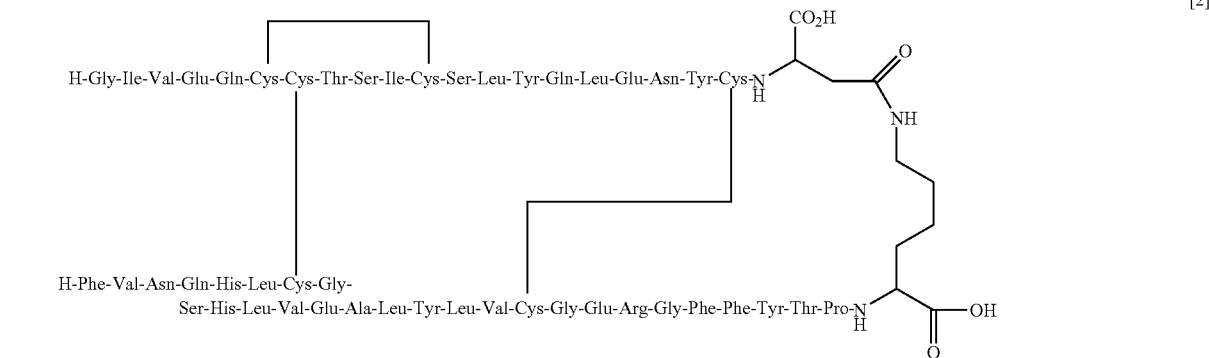 [2]
CO₂H
O
H-Gly-Ile-Val-Glu-Gln-Cys-Cys-Thr-Ser-Ile-Cys-Ser-Leu-Tyr-Gln-Leu-Glu-Asn-Tyr-Cys-N
H
NH
H-Phe-Val-Asn-Gln-His-Leu-Cys-Gly-
Ser-His-Leu-Val-Glu-Ala-Leu-Tyr-Leu-Val-Cys-Gly-Glu-Arg-Gly-Phe-Phe-Tyr-Thr-Pro-N
H
OH
O